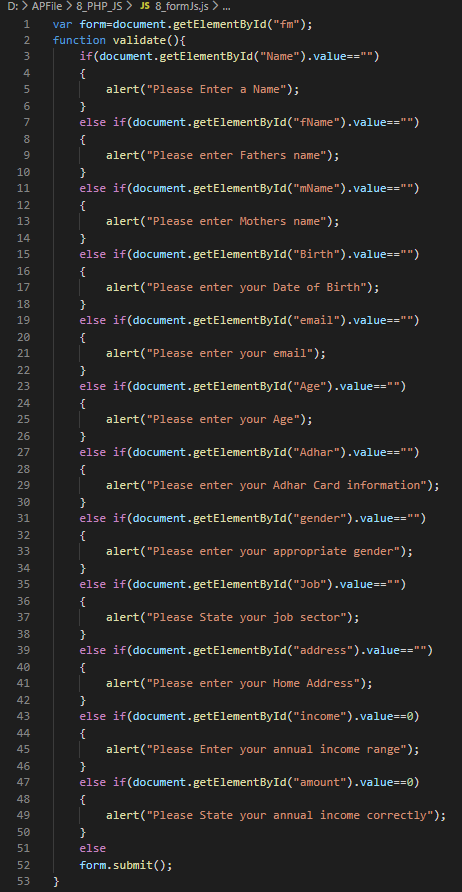 D: > APFile > 8_PHP_JS > JS 8_formJs.js > ...
1 var form=document.getElementById("fm");
2 function validate(){
3 if(document.getElementById("Name").value=="")
4 {
5 alert("Please Enter a Name");
6 }
7 else if(document.getElementById("fName").value=="")
8 {
9 alert("Please enter Fathers name");
10 }
11 else if(document.getElementById("mName").value=="")
12 {
13 alert("Please enter Mothers name");
14 }
15 else if(document.getElementById("Birth").value=="")
16 {
17 alert("Please enter your Date of Birth");
18 }
19 else if(document.getElementById("email").value=="")
20 {
21 alert("Please enter your email");
22 }
23 else if(document.getElementById("Age").value=="")
24 {
25 alert("Please enter your Age");
26 }
27 else if(document.getElementById("Adhar").value=="")
28 {
29 alert("Please enter your Adhar Card information");
30 }
31 else if(document.getElementById("gender").value=="")
32 {
33 alert("Please enter your appropriate gender");
34 }
35 else if(document.getElementById("Job").value=="")
36 {
37 alert("Please State your job sector");
38 }
39 else if(document.getElementById("address").value=="")
40 {
41 alert("Please enter your Home Address");
42 }
43 else if(document.getElementById("income").value==0)
44 {
45 alert("Please Enter your annual income range");
46 }
47 else if(document.getElementById("amount").value==0)
48 {
49 alert("Please State your annual income correctly");
50 }
51 else
52 form.submit();
53 }